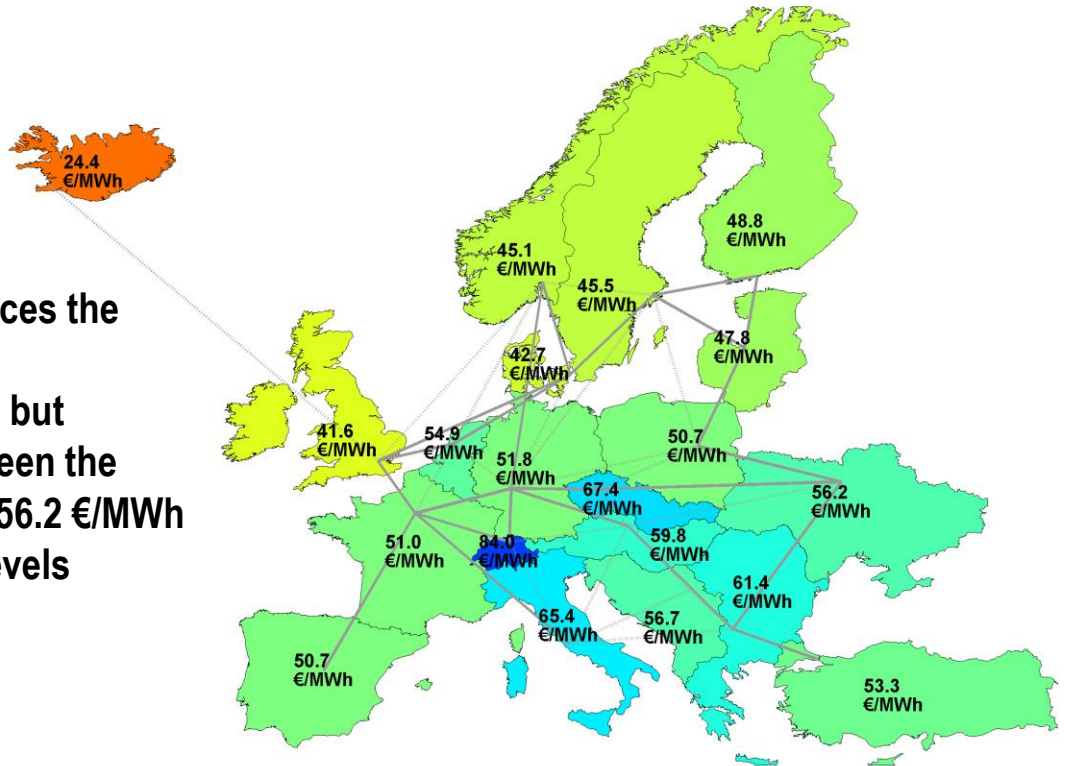 24.4
€/MWh
ces the
but
een the
56.2 €/MWh
evels
45.1
€/MWh
45.5
€/MWh
48.8
€/MWh
47.8
€/MWh
42.7
€/MWh
41.6
€/MWh
54.9
€/MWh
51.8
€/MWh
50.7
€/MWh
67.4
€/MWh
56.2
€/MWh
51.0
€/MWh
84.0
€/MWh
59.8
€/MWh
61.4
€/MWh
65.4
€/MWh
56.7
€/MWh
50.7
€/MWh
53.3
€/MWh